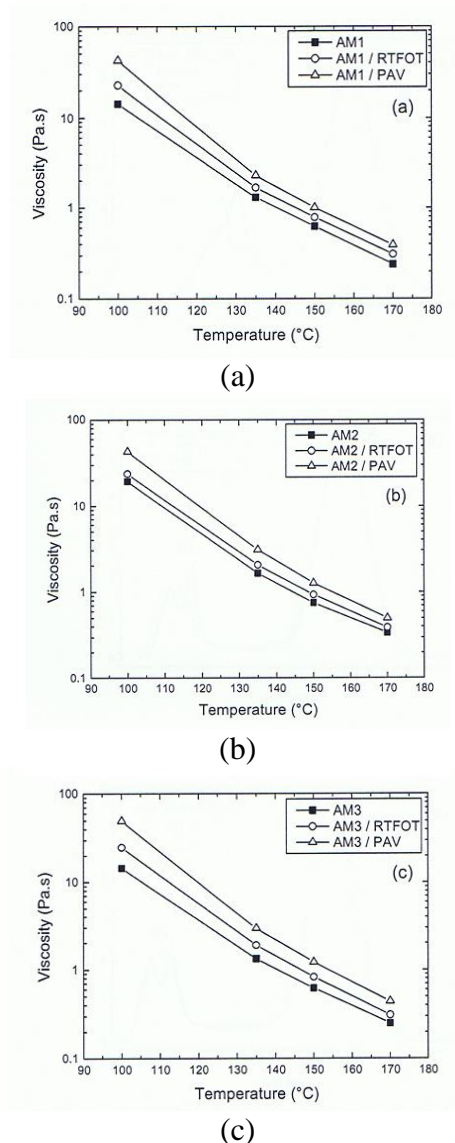 100
10
1
0.1
Viscosity (Pa.s)
AM1
AM1 / RTFOT
AM1 / PAV
(a)
90 100 110 120 130 140 150 160 170 180
Temperature (°C)
(a)
100
10
1
0.1
Viscosity (Pa.s)
AM2
AM2 / RTFOT
AM2 / PAV
(b)
90 100 110 120 130 140 150 160 170 180
Temperature (°C)
(b)
100
10
1
0.1
Viscosity (Pa.s)
AM3
AM3 / RTFOT
AM3 / PAV
(c)
90 100 110 120 130 140 150 160 170 180
Temperature (°C)
(c)